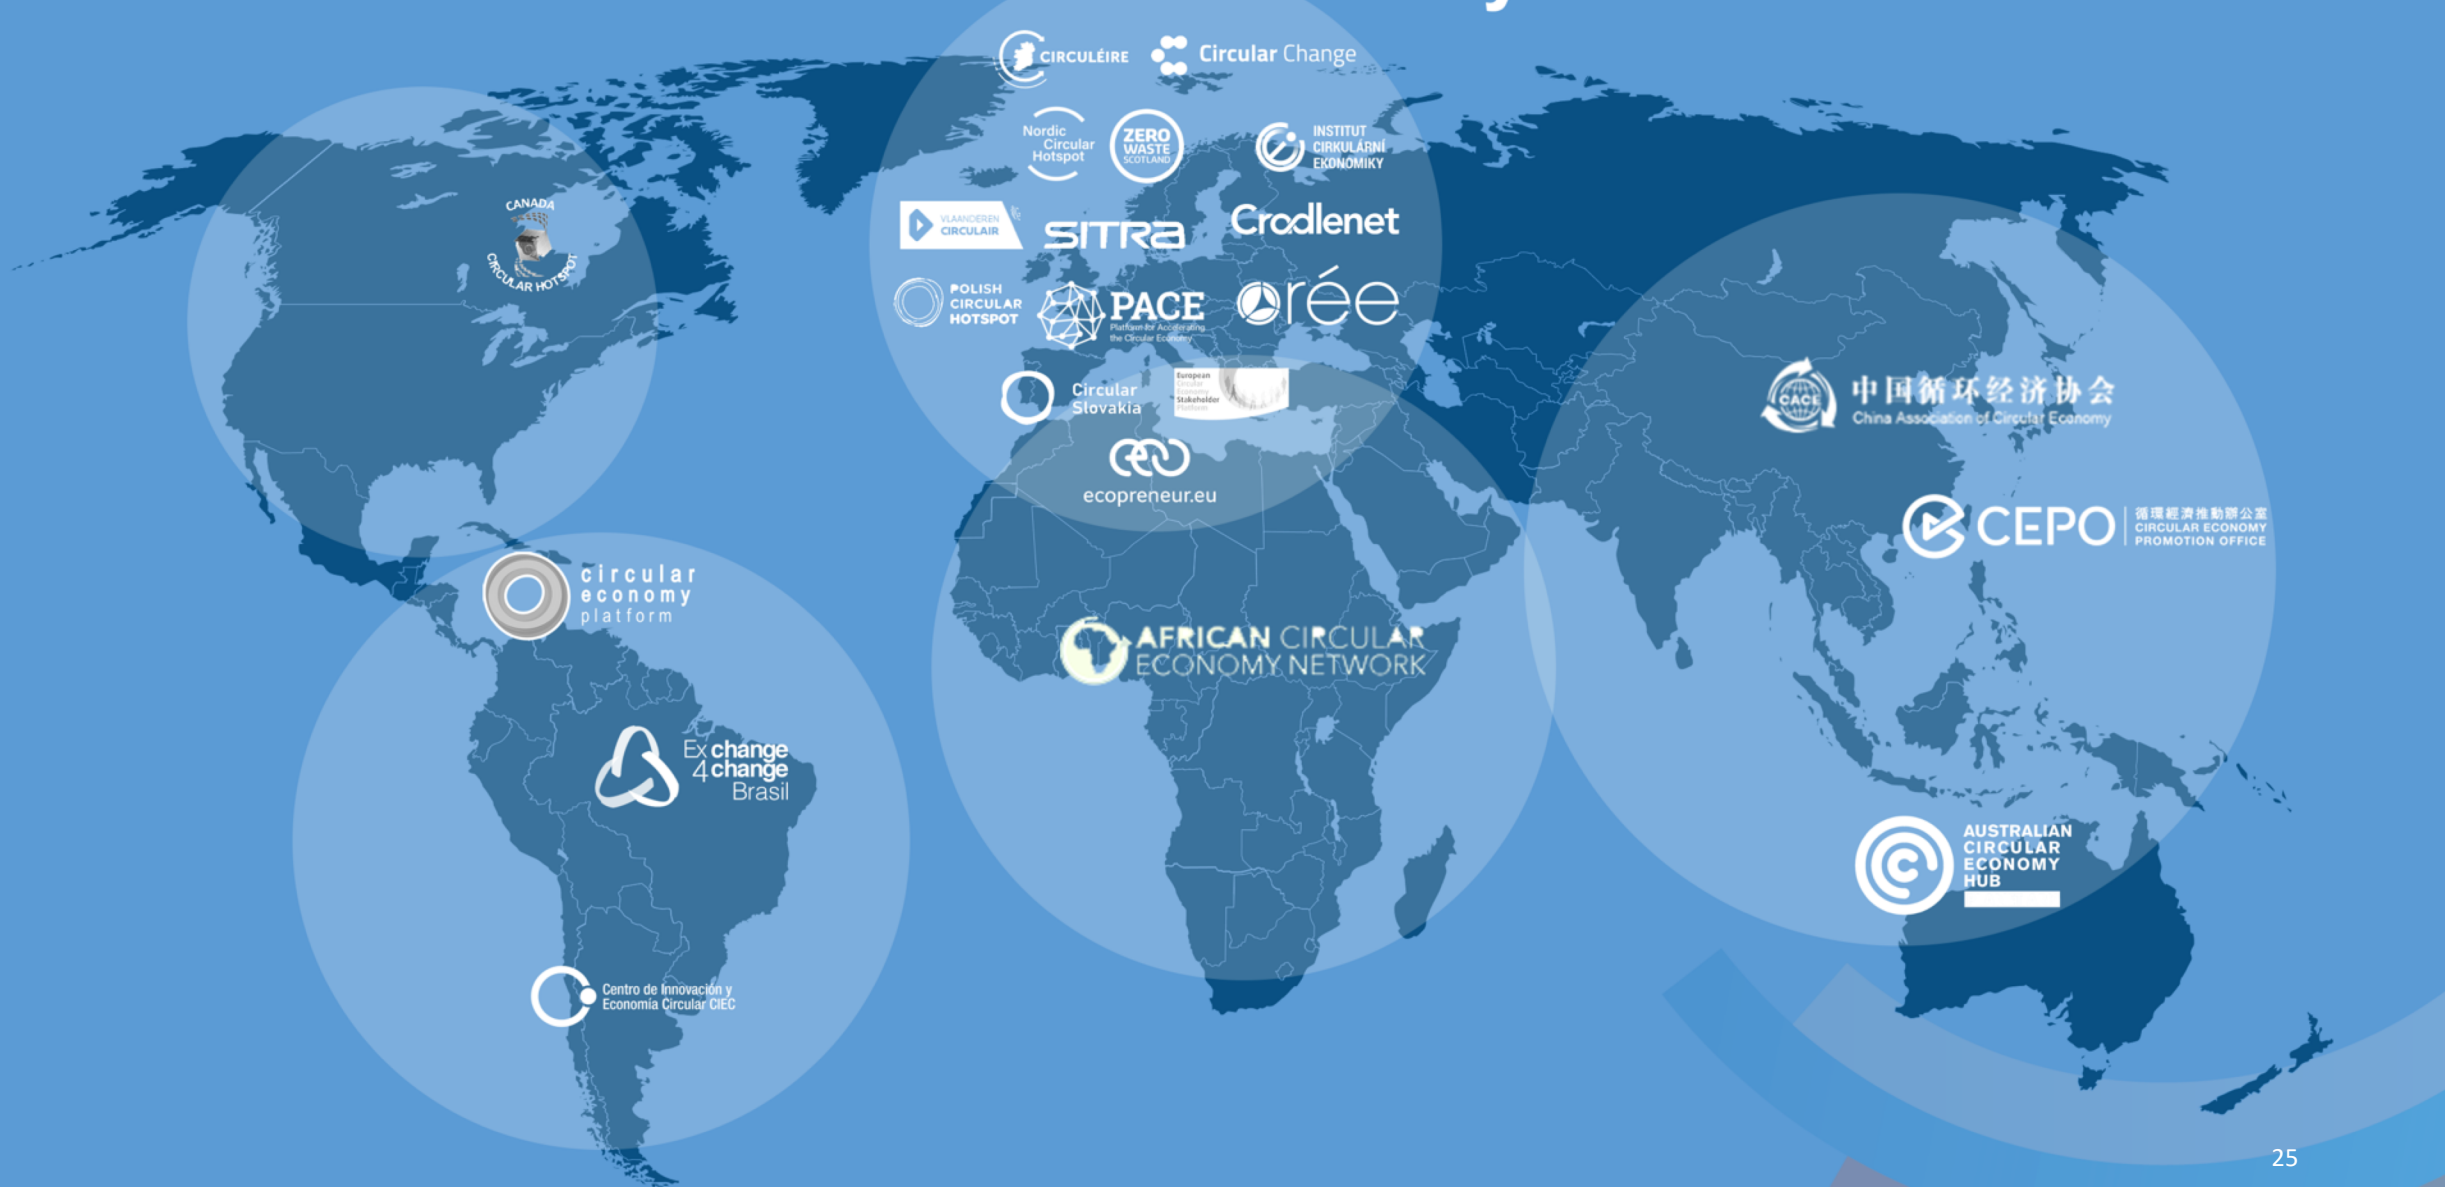 CIRCULÉIRE
Circular Change
Nordic
Circular
Hotspot
ZERO
WASTE
SCOTLAND
INSTITUT
CIRKULÁRNÍ
EKONOMIKY
CANADA
CIRCULAR HOTSPOT
VLAANDEREN
CIRCULAIR
SITRA
Cradlenet
POLISH
CIRCULAR
HOTSPOT
PACE
Platform for Accelerating
the Circular Economy
orée
Circular
Slovakia
European
Circular
Economy
Stakeholder
Platform
CACE
中国循环经济协会
China Association of Circular Economy
ecopreneur.eu
CEPO
循環經濟推動辦公室
CIRCULAR ECONOMY
PROMOTION OFFICE
circular
economy
platform
AFRICAN CIRCULAR
ECONOMY NETWORK
Ex change
4change
Brasil
AUSTRALIAN
CIRCULAR
ECONOMY
HUB
Centro de Innovación y
Economía Circular CIEC
25